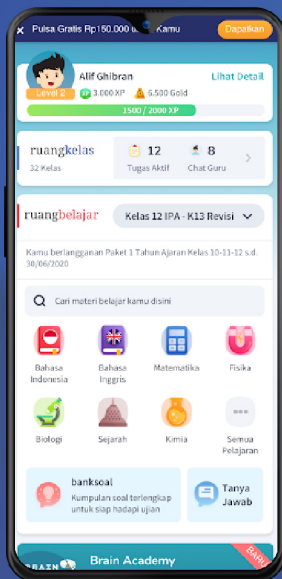 × Pulsa Gratis Rp150.000 Kamu
Dapatkan
Alif Ghibran
Lihat Detail
Level 2
XP 3.000 XP
6.500 Gold
1500 / 2000 XP
ruangkelas
32 Kelas
12
Tugas Aktif
8
Chat Guru
ruangbelajar
Kelas 12 IPA - K13 Revisi
Kamu berlangganan Paket 1 Tahun Ajaran Kelas 10-11-12 s.d.
30/06/2020
Cari materi belajar kamu disini
Bahasa
Indonesia
Bahasa
Inggris
Matematika
Fisika
Biologi
Sejarah
Kimia
Semua
Pelajaran
banksoal
Kumpulan soal terlengkap
untuk siap hadapi ujian
Tanya
Jawab
BRAIN
Brain Academy
BARU